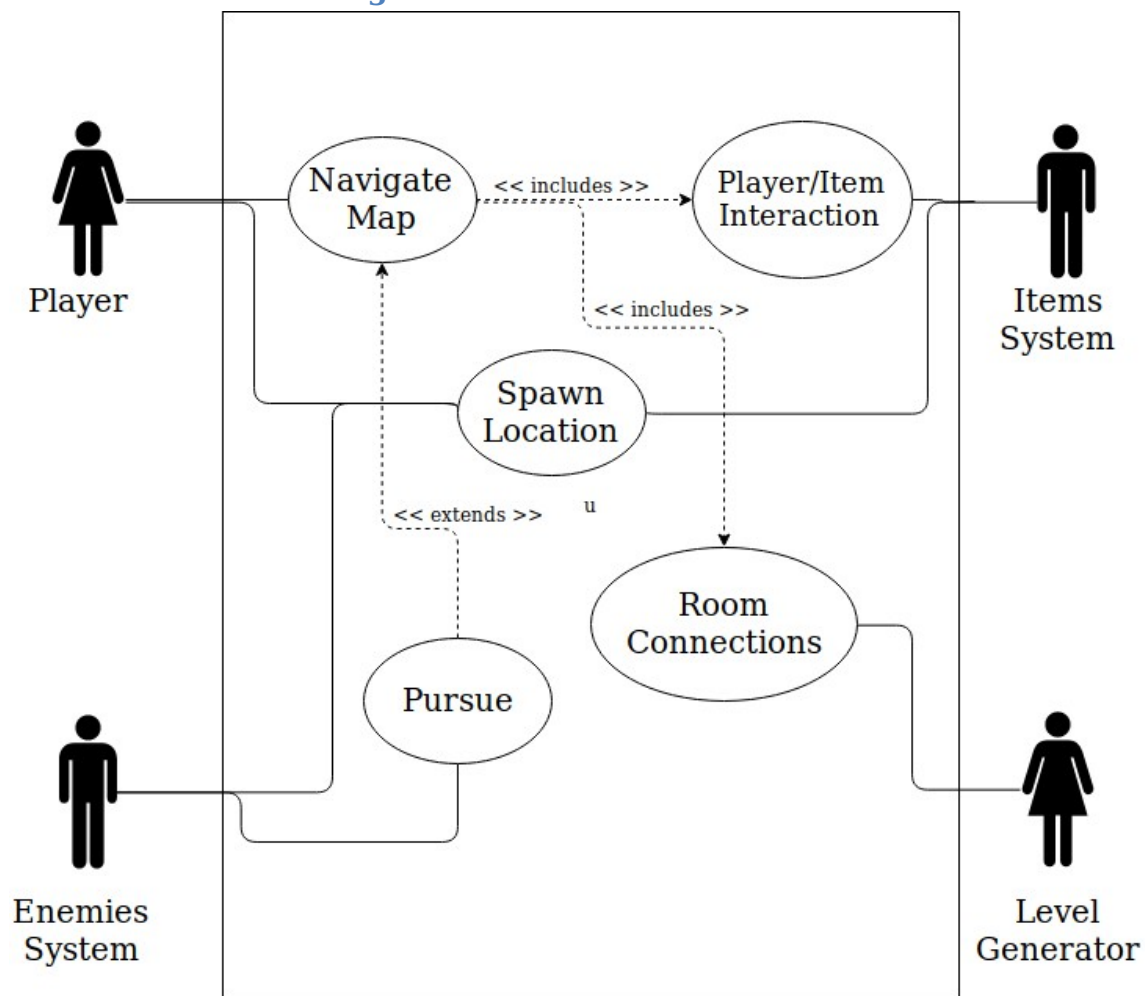 Navigate
Map
<< includes >>
Player/Item
Interaction
Player
Items
System
<< includes >>
Spawn
Location
<< extends >>
u
Room
Connections
Pursue
Enemies
System
Level
Generator